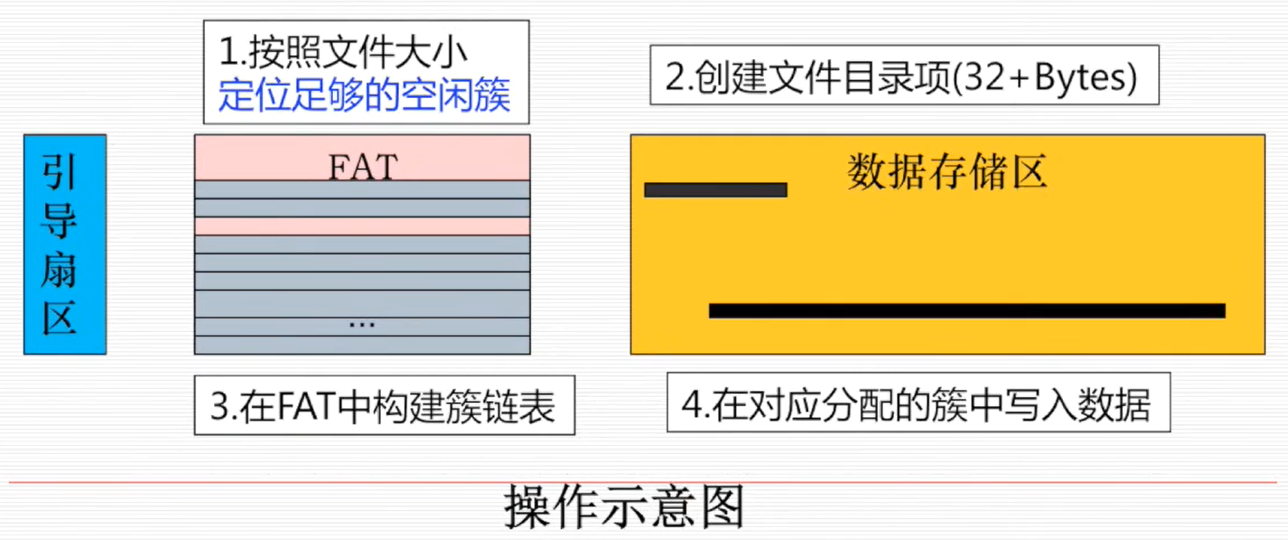 1.按照文件大小
定位足够的空闲簇
2.创建文件目录项(32+Bytes)
引导扇区
FAT
...
数据存储区
3.在FAT中构建簇链表
4.在对应分配的簇中写入数据
操作示意图